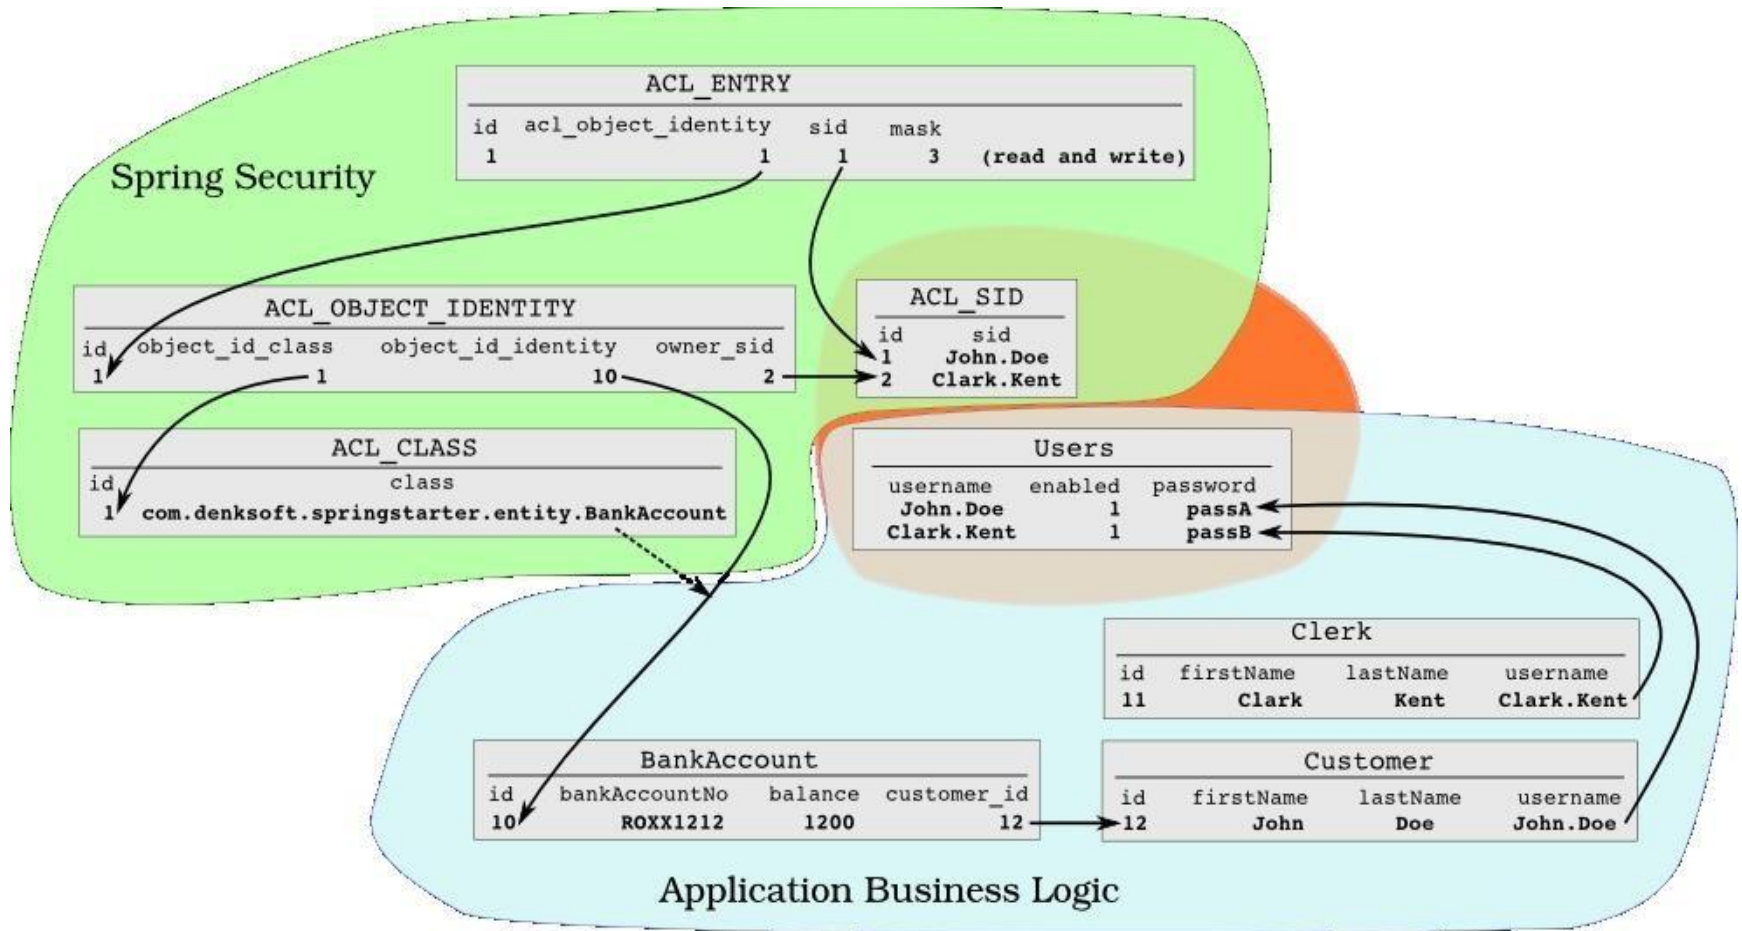 ACL_ENTRY
id acl_object_identity sid mask
1 1 1 3 (read and write)
Spring Security
ACL_OBJECT_IDENTITY
id object_id_class object_id_identity owner_sid
1 1 10 2
ACL_SID
id sid
1 John.Doe
2 Clark.Kent
ACL_CLASS
id class
1 com.denksoft.springstarter.entity.BankAccount
Users
username enabled password
John.Doe 1 passA
Clark.Kent 1 passB
Clerk
id firstName lastName username
11 Clark Kent Clark.Kent
BankAccount
id bankAccountNo balance customer_id
10 ROXX1212 1200 12
Customer
id firstName lastName username
12 John Doe John.Doe
Application Business Logic